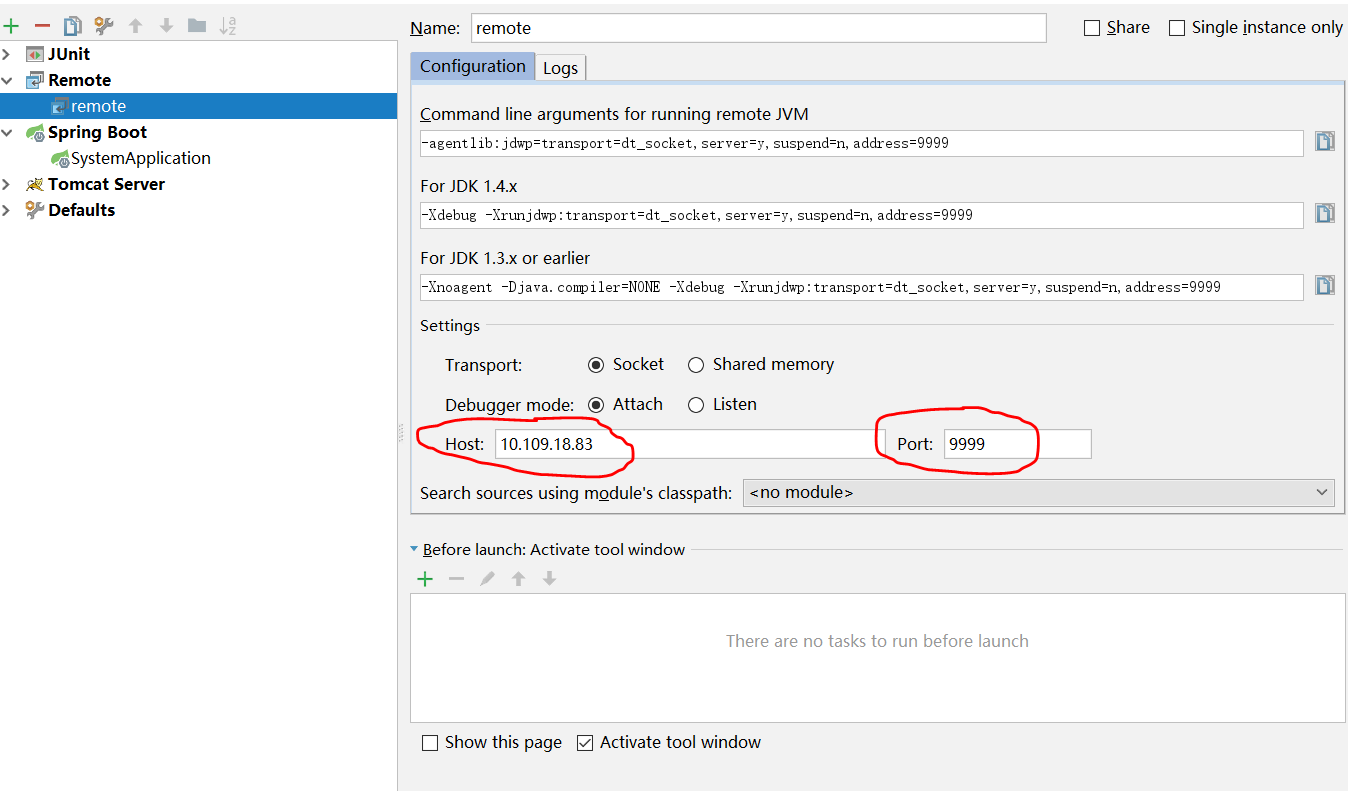 JUnit
Remote
remote
Spring Boot
SystemApplication
Tomcat Server
Defaults
Name: remote Share Single instance only
Configuration Logs
Command line arguments for running remote JVM
-agentlib:jdwp=transport=dt_socket,server=y,suspend=n,address=9999
For JDK 1.4.x
-Xdebug -Xrunjdwp:transport=dt_socket,server=y,suspend=n,address=9999
For JDK 1.3.x or earlier
-Xnoagent -Djava.compiler=NONE -Xdebug -Xrunjdwp:transport=dt_socket,server=y,suspend=n,address=9999
Settings
Transport: Socket Shared memory
Debugger mode: Attach Listen
Host: 10.109.18.83 Port: 9999
Search sources using module's classpath: <no module>
Before launch: Activate tool window
There are no tasks to run before launch
Show this page Activate tool window